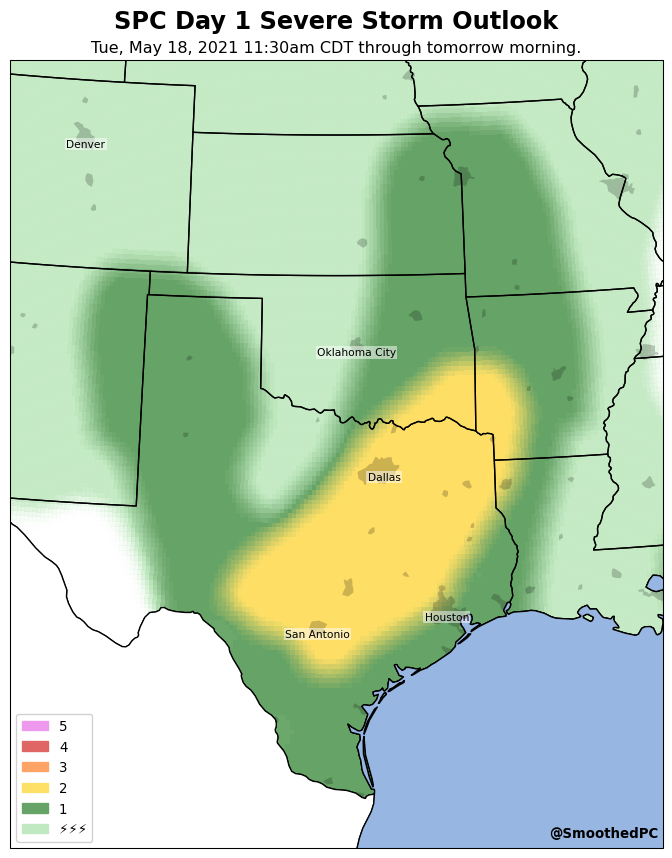 SPC Day 1 Severe Storm Outlook
Tue, May 18, 2021 11:30am CDT through tomorrow morning.
Denver
Oklahoma City
Dallas
Houston
San Antonio
5
4
3
2
1
⚡⚡⚡
@SmoothedPC